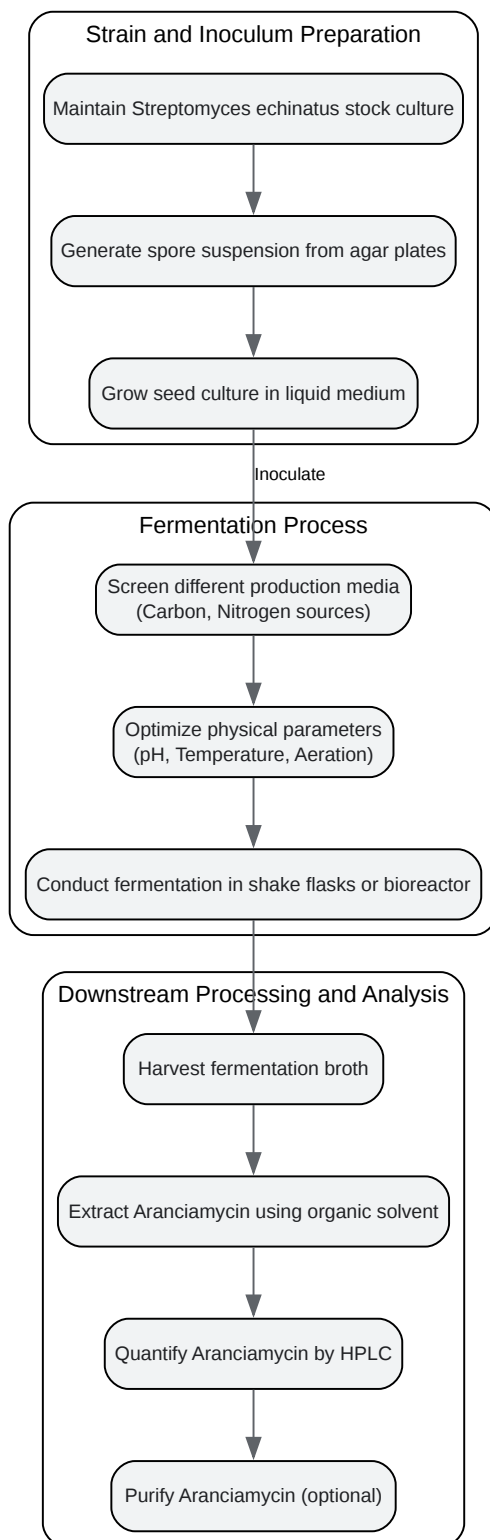 Strain and Inoculum Preparation
Maintain Streptomyces echinatus stock culture
Generate spore suspension from agar plates
Grow seed culture in liquid medium
Inoculate
Fermentation Process
Screen different production media
(Carbon, Nitrogen sources)
Optimize physical parameters
(pH, Temperature, Aeration)
Conduct fermentation in shake flasks or bioreactor
Downstream Processing and Analysis
Harvest fermentation broth
Extract Aranciamycin using organic solvent
Quantify Aranciamycin by HPLC
Purify Aranciamycin (optional)